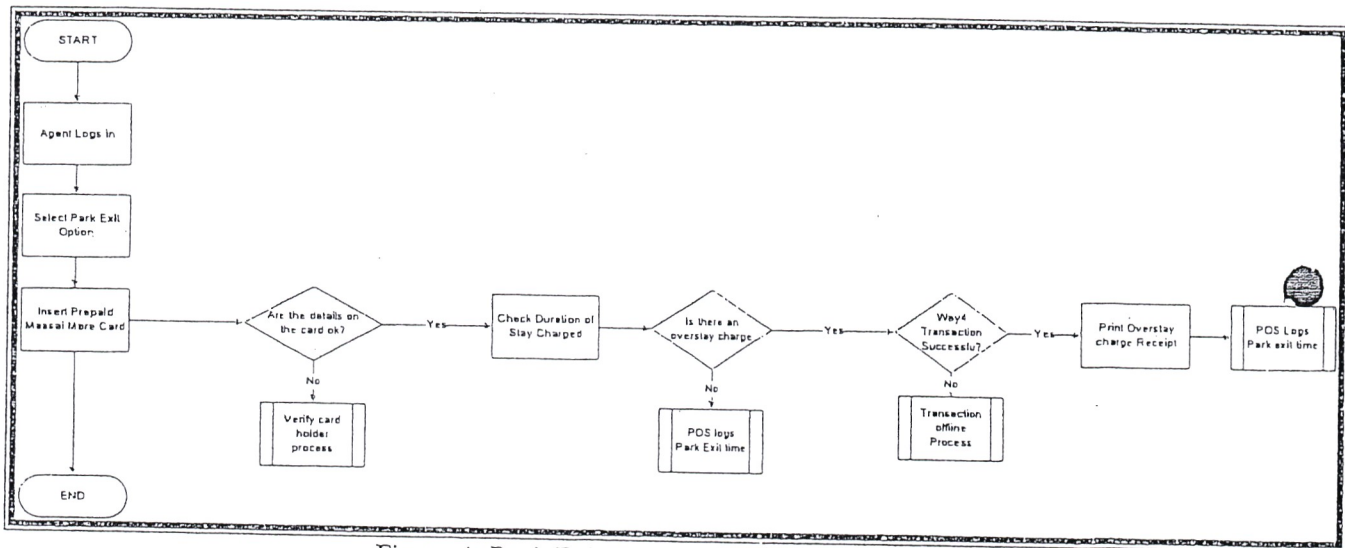 START
Agent Logs In
Select Park Exit
Option
Insert Prepaid
Maasai More Card
END
Are the details on
the card ok?
Yes
No
Verify card
holder
process
Check Duration of
Stay Charged
Is there an
overstay charge
Yes
No
POS logs
Park Exit time
Way4
Transaction
Successful?
Yes
No
Transaction
offline
Process
Print Overstay
charge Receipt
POS Logs
Park exit time